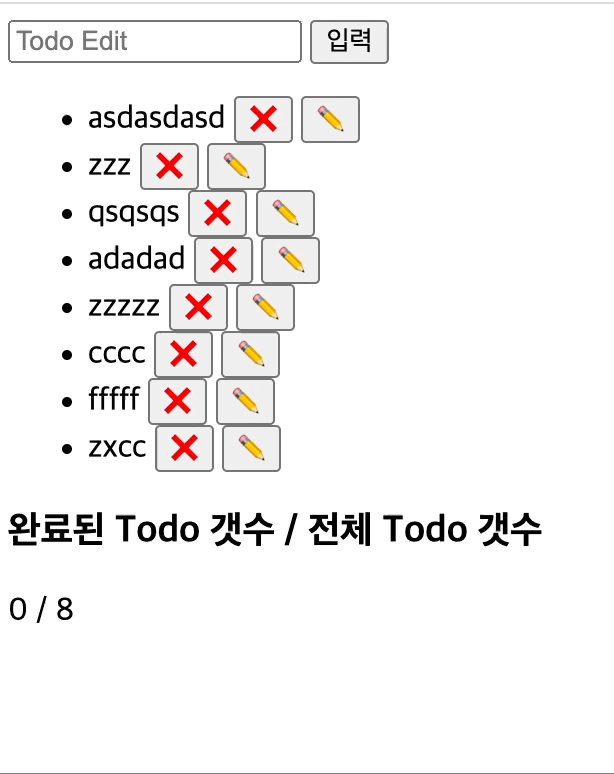 Todo Edit 입력
asdasdasd ❌ ✏️
zzz ❌ ✏️
qsqsqs ❌ ✏️
adadad ❌ ✏️
zzzzz ❌ ✏️
cccc ❌ ✏️
fffff ❌ ✏️
zxcc ❌ ✏️
완료된 Todo 갯수 / 전체 Todo 갯수
0 / 8